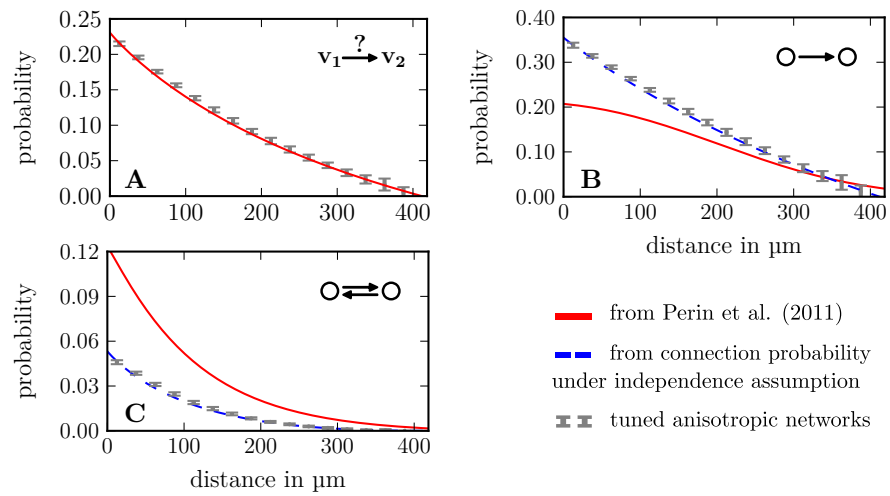 0.25
0.20
0.15
0.10
0.05
0.00
probability
0 100 200 300 400
A
v1 ? v2
0.40
0.30
0.20
0.10
0.00
probability
0 100 200 300 400
distance in µm
B
0.12
0.09
0.06
0.03
0.00
probability
0 100 200 300 400
distance in µm
C
from Perin et al. (2011)
from connection probability
under independence assumption
tuned anisotropic networks